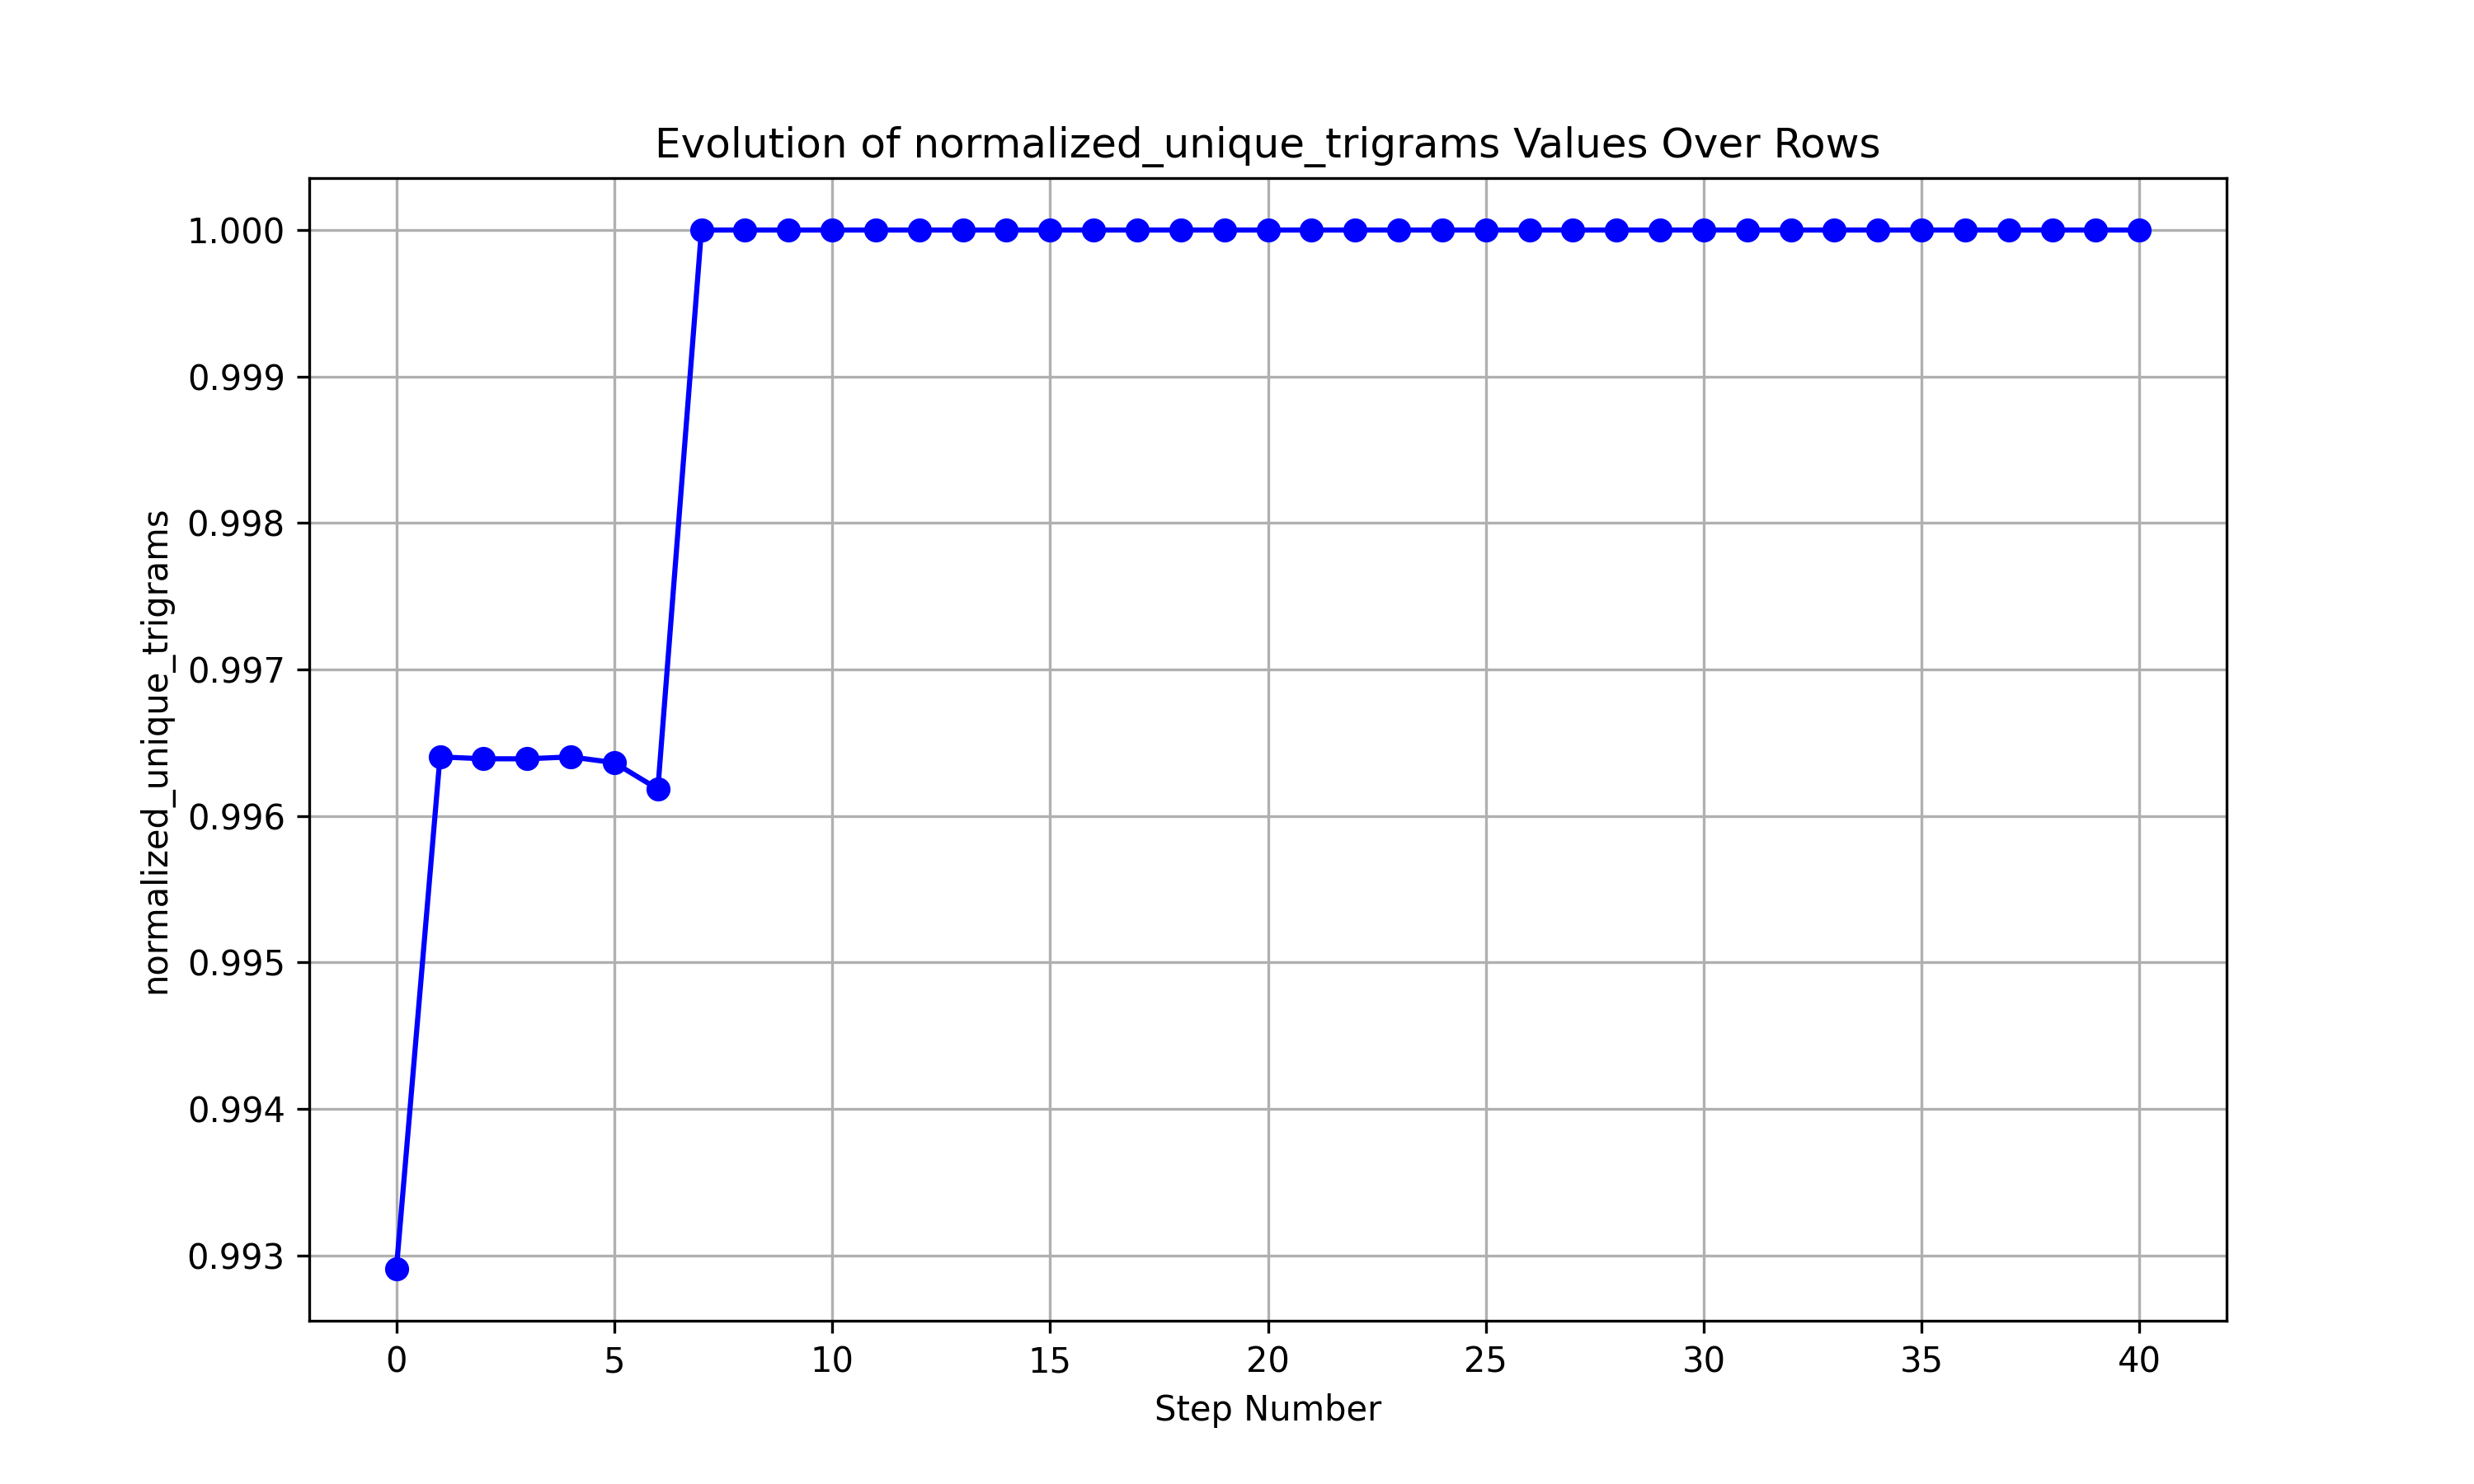 Evolution of normalized_unique_trigrams Values Over Rows
normalized_unique_trigrams
1.000
0.999
0.998
0.997
0.996
0.995
0.994
0.993
0 5 10 15 20 25 30 35 40
Step Number